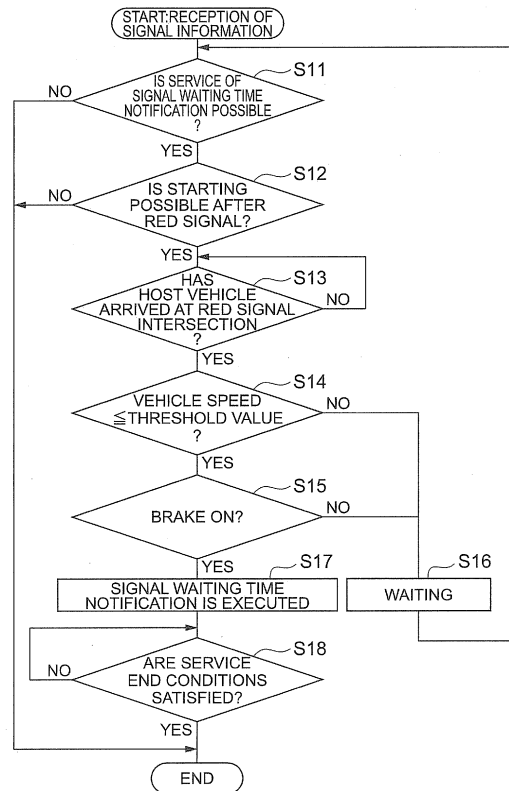 START:RECEPTION OF
SIGNAL INFORMATION
S11
IS SERVICE OF
SIGNAL WAITING TIME
NOTIFICATION POSSIBLE
?
NO
YES
S12
IS STARTING
POSSIBLE AFTER
RED SIGNAL?
NO
YES
S13
HAS
HOST VEHICLE
ARRIVED AT RED SIGNAL
INTERSECTION
?
NO
YES
S14
VEHICLE SPEED
≦THRESHOLD VALUE
?
NO
YES
S15
BRAKE ON?
NO
YES
S17
SIGNAL WAITING TIME
NOTIFICATION IS EXECUTED
S16
WAITING
S18
ARE SERVICE
END CONDITIONS
SATISFIED?
NO
YES
END